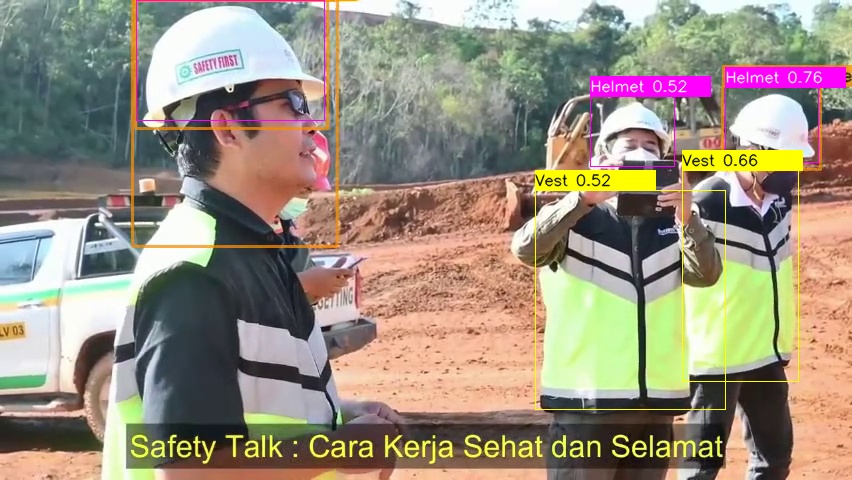 SAFETY FIRST
Helmet 0.52
Helmet 0.76
Vest 0.66
Vest 0.52
LV 03
Safety Talk : Cara Kerja Sehat dan Selamat